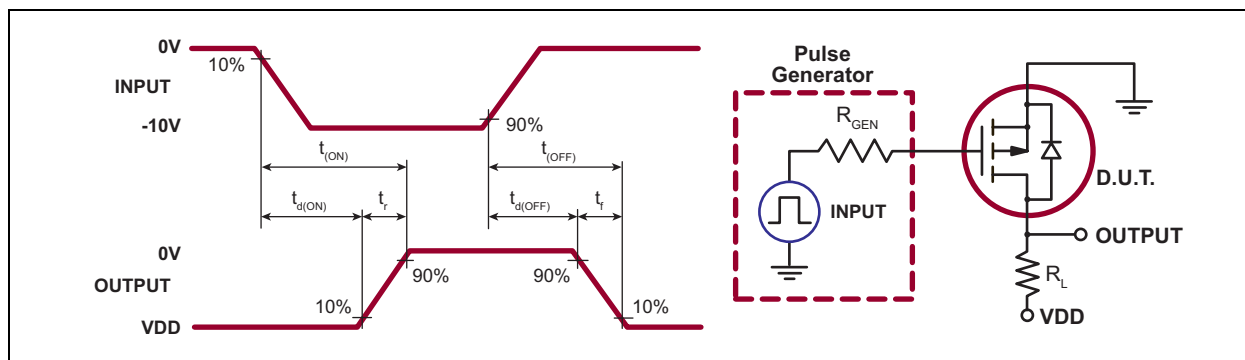 0V
10%
INPUT
-10V
90%
t(ON)
t(OFF)
td(ON)
tr
td(OFF)
tf
0V
OUTPUT
90%
90%
10%
10%
VDD
Pulse
Generator
RGEN
INPUT
D.U.T.
OUTPUT
RL
VDD